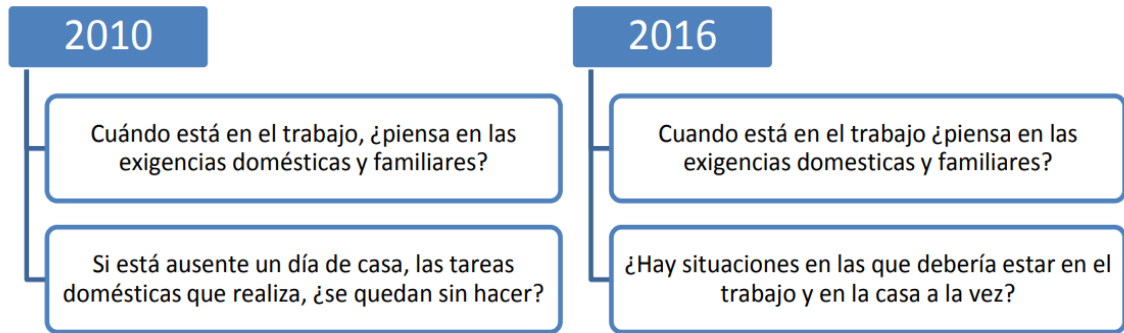 2010
Cuándo está en el trabajo, ¿piensa en las
exigencias domésticas y familiares?
Si está ausente un día de casa, las tareas
domésticas que realiza, ¿se quedan sin hacer?
2016
Cuando está en el trabajo ¿piensa en las
exigencias domesticas y familiares?
¿Hay situaciones en las que debería estar en el
trabajo y en la casa a la vez?